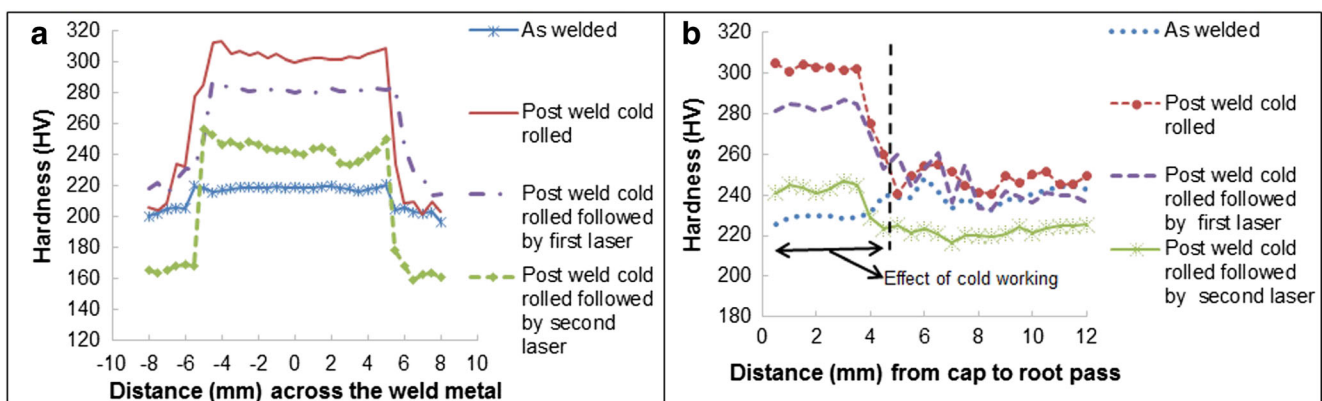 a
320
300
280
260
240
220
200
180
160
140
120
Hardness (HV)
-10 -8 -6 -4 -2 0 2 4 6 8 10
Distance (mm) across the weld metal
As welded
Post weld cold
rolled
Post weld cold
rolled followed
by first laser
Post weld cold
rolled followed
by second
laser
b
320
300
280
260
240
220
200
180
Hardness (HV)
Effect of cold working
0 2 4 6 8 10 12
Distance (mm) from cap to root pass
As welded
Post weld cold
rolled
Post weld cold
rolled followed
by first laser
Post weld cold
rolled followed
by second laser